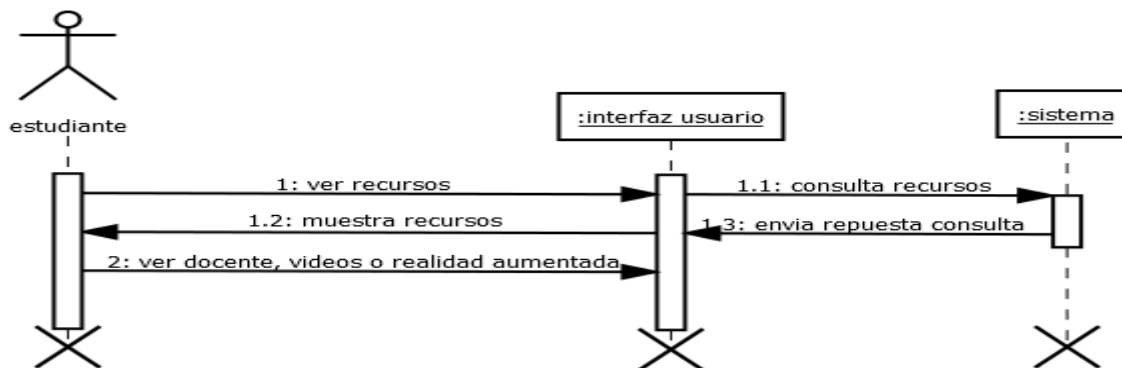 estudiante
:interfaz usuario
:sistema
1: ver recursos
1.1: consulta recursos
1.2: muestra recursos
1.3: envia repuesta consulta
2: ver docente, videos o realidad aumentada